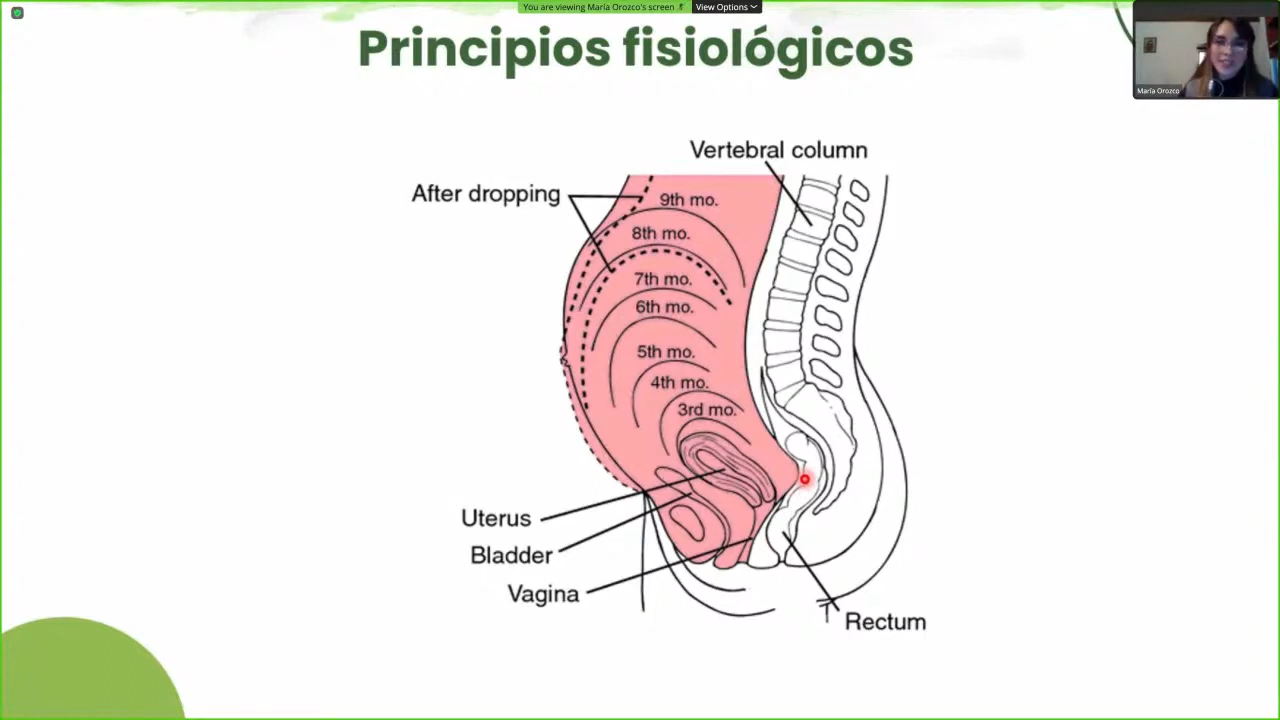 You are viewing María Orozco's screen
View Options
Principios fisiológicos
María Orozco
Vertebral column
After dropping
9th mo.
8th mo.
7th mo.
6th mo.
5th mo.
4th mo.
3rd mo.
Uterus
Bladder
Vagina
Rectum